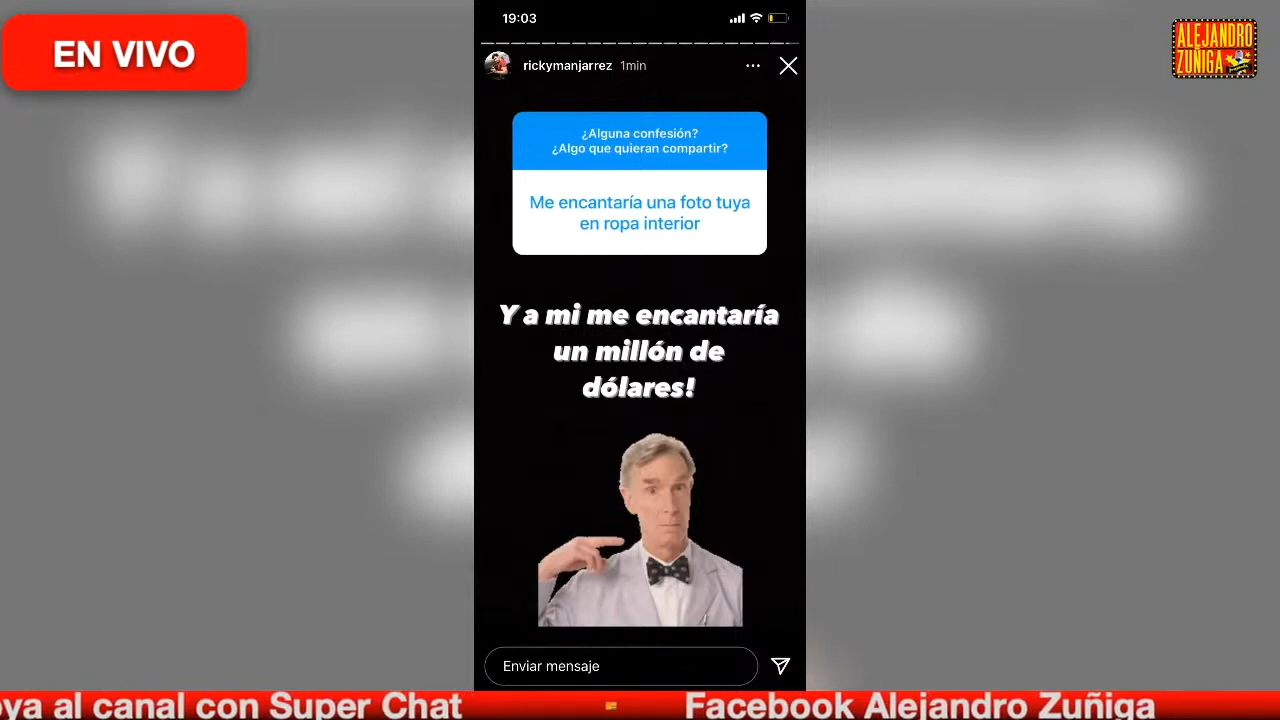 EN VIVO
19:03
ALEJANDRO
ZUÑIGA
rickymanjarrez 1min
¿Alguna confesión?
¿Algo que quieran compartir?
Me encantaría una foto tuya
en ropa interior
Y a mi me encantaría
un millón de
dólares!
Enviar mensaje
oya al canal con Super Chat
Facebook Alejandro Zuñiga